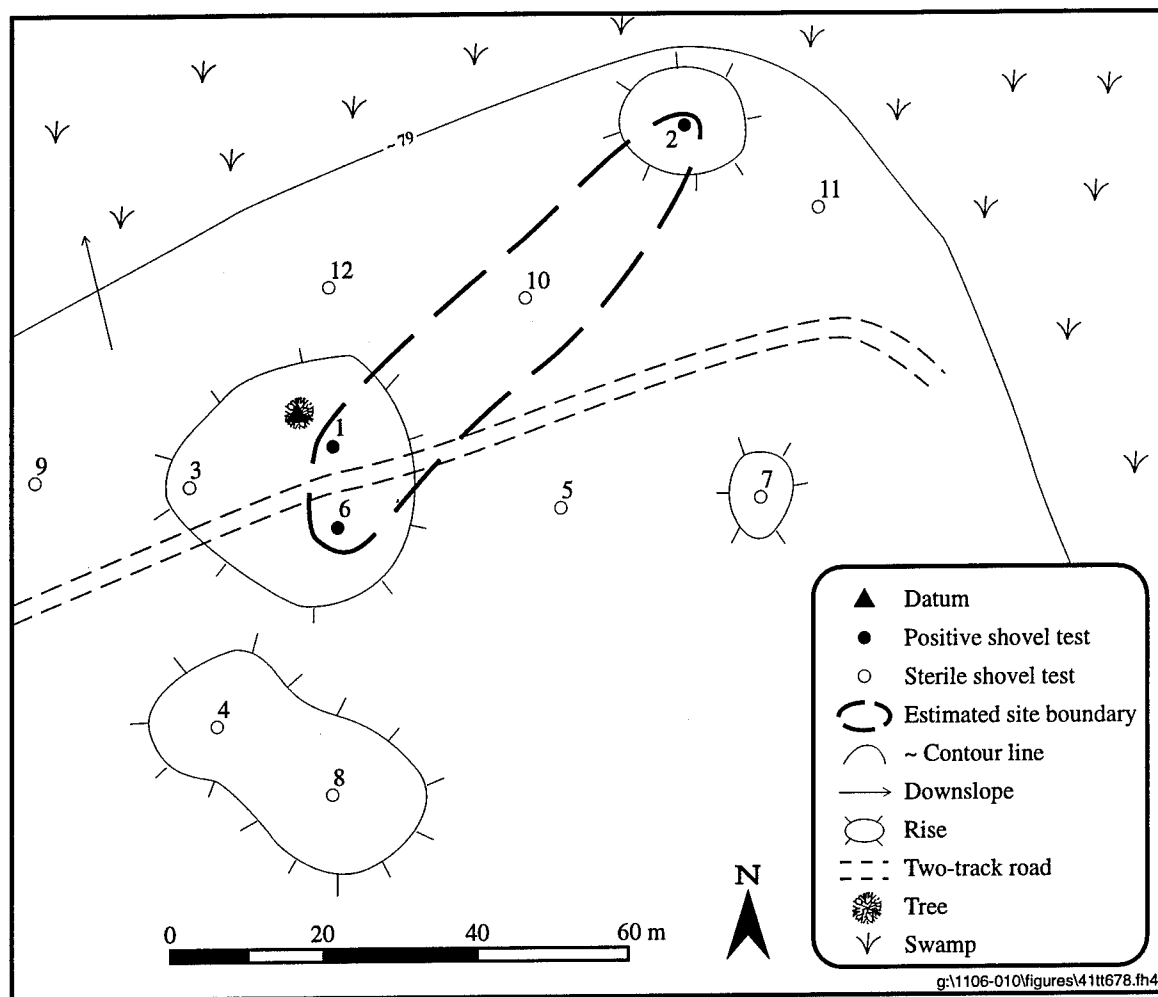 ~79
2
11
12
10
1
9
3
6
5
7
4
8
Datum
Positive shovel test
Sterile shovel test
Estimated site boundary
~ Contour line
Downslope
Rise
Two-track road
Tree
Swamp
N
0 20 40 60 m
g:\1106-010\figures\41tt678.fh4